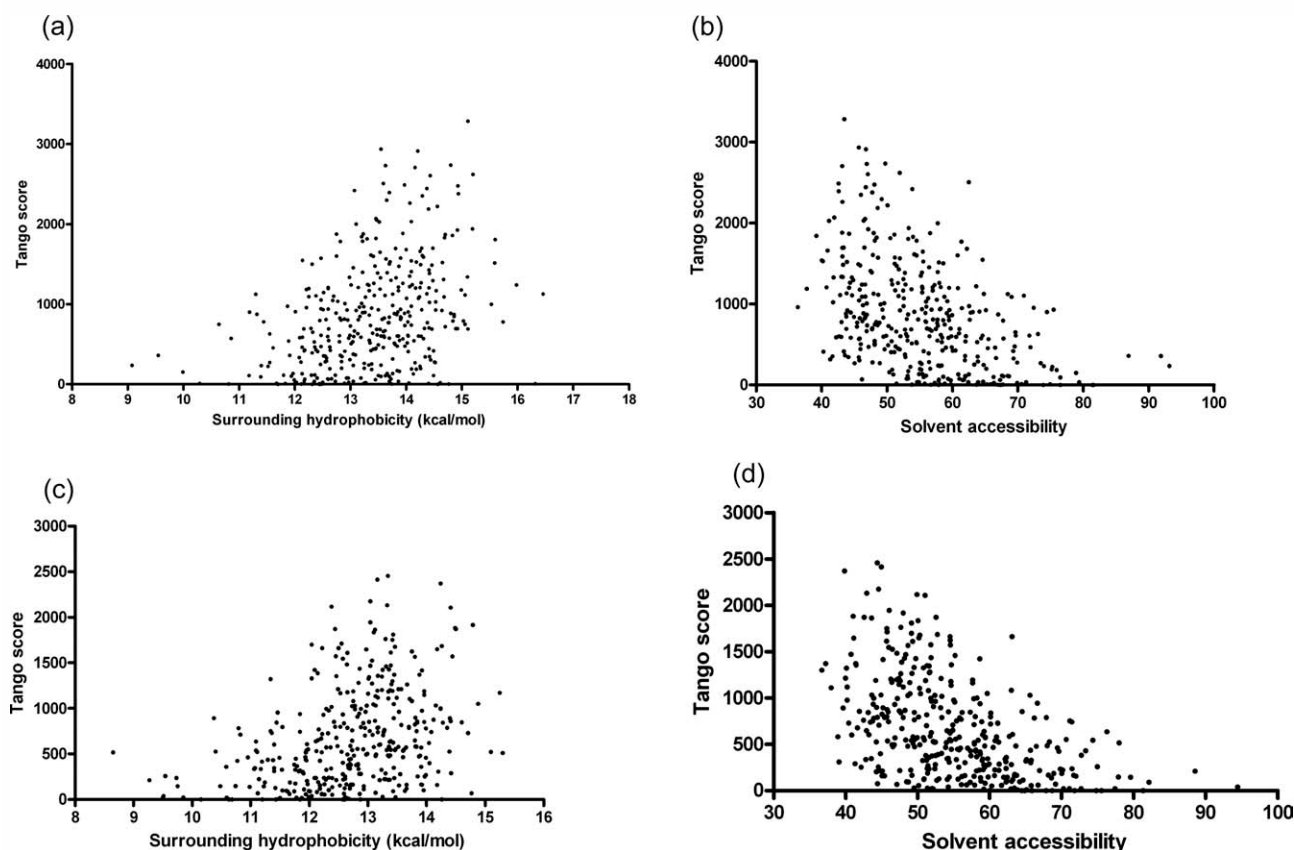 (a)
4000
3000
2000
1000
0
Tango score
8 9 10 11 12 13 14 15 16 17 18
Surrounding hydrophobicity (kcal/mol)
(b)
4000
3000
2000
1000
0
Tango score
30 40 50 60 70 80 90 100
Solvent accessibility
(c)
3000
2500
2000
1500
1000
500
0
Tango score
8 9 10 11 12 13 14 15 16
Surrounding hydrophobicity (kcal/mol)
(d)
3000
2500
2000
1500
1000
500
0
Tango score
30 40 50 60 70 80 90 100
Solvent accessibility